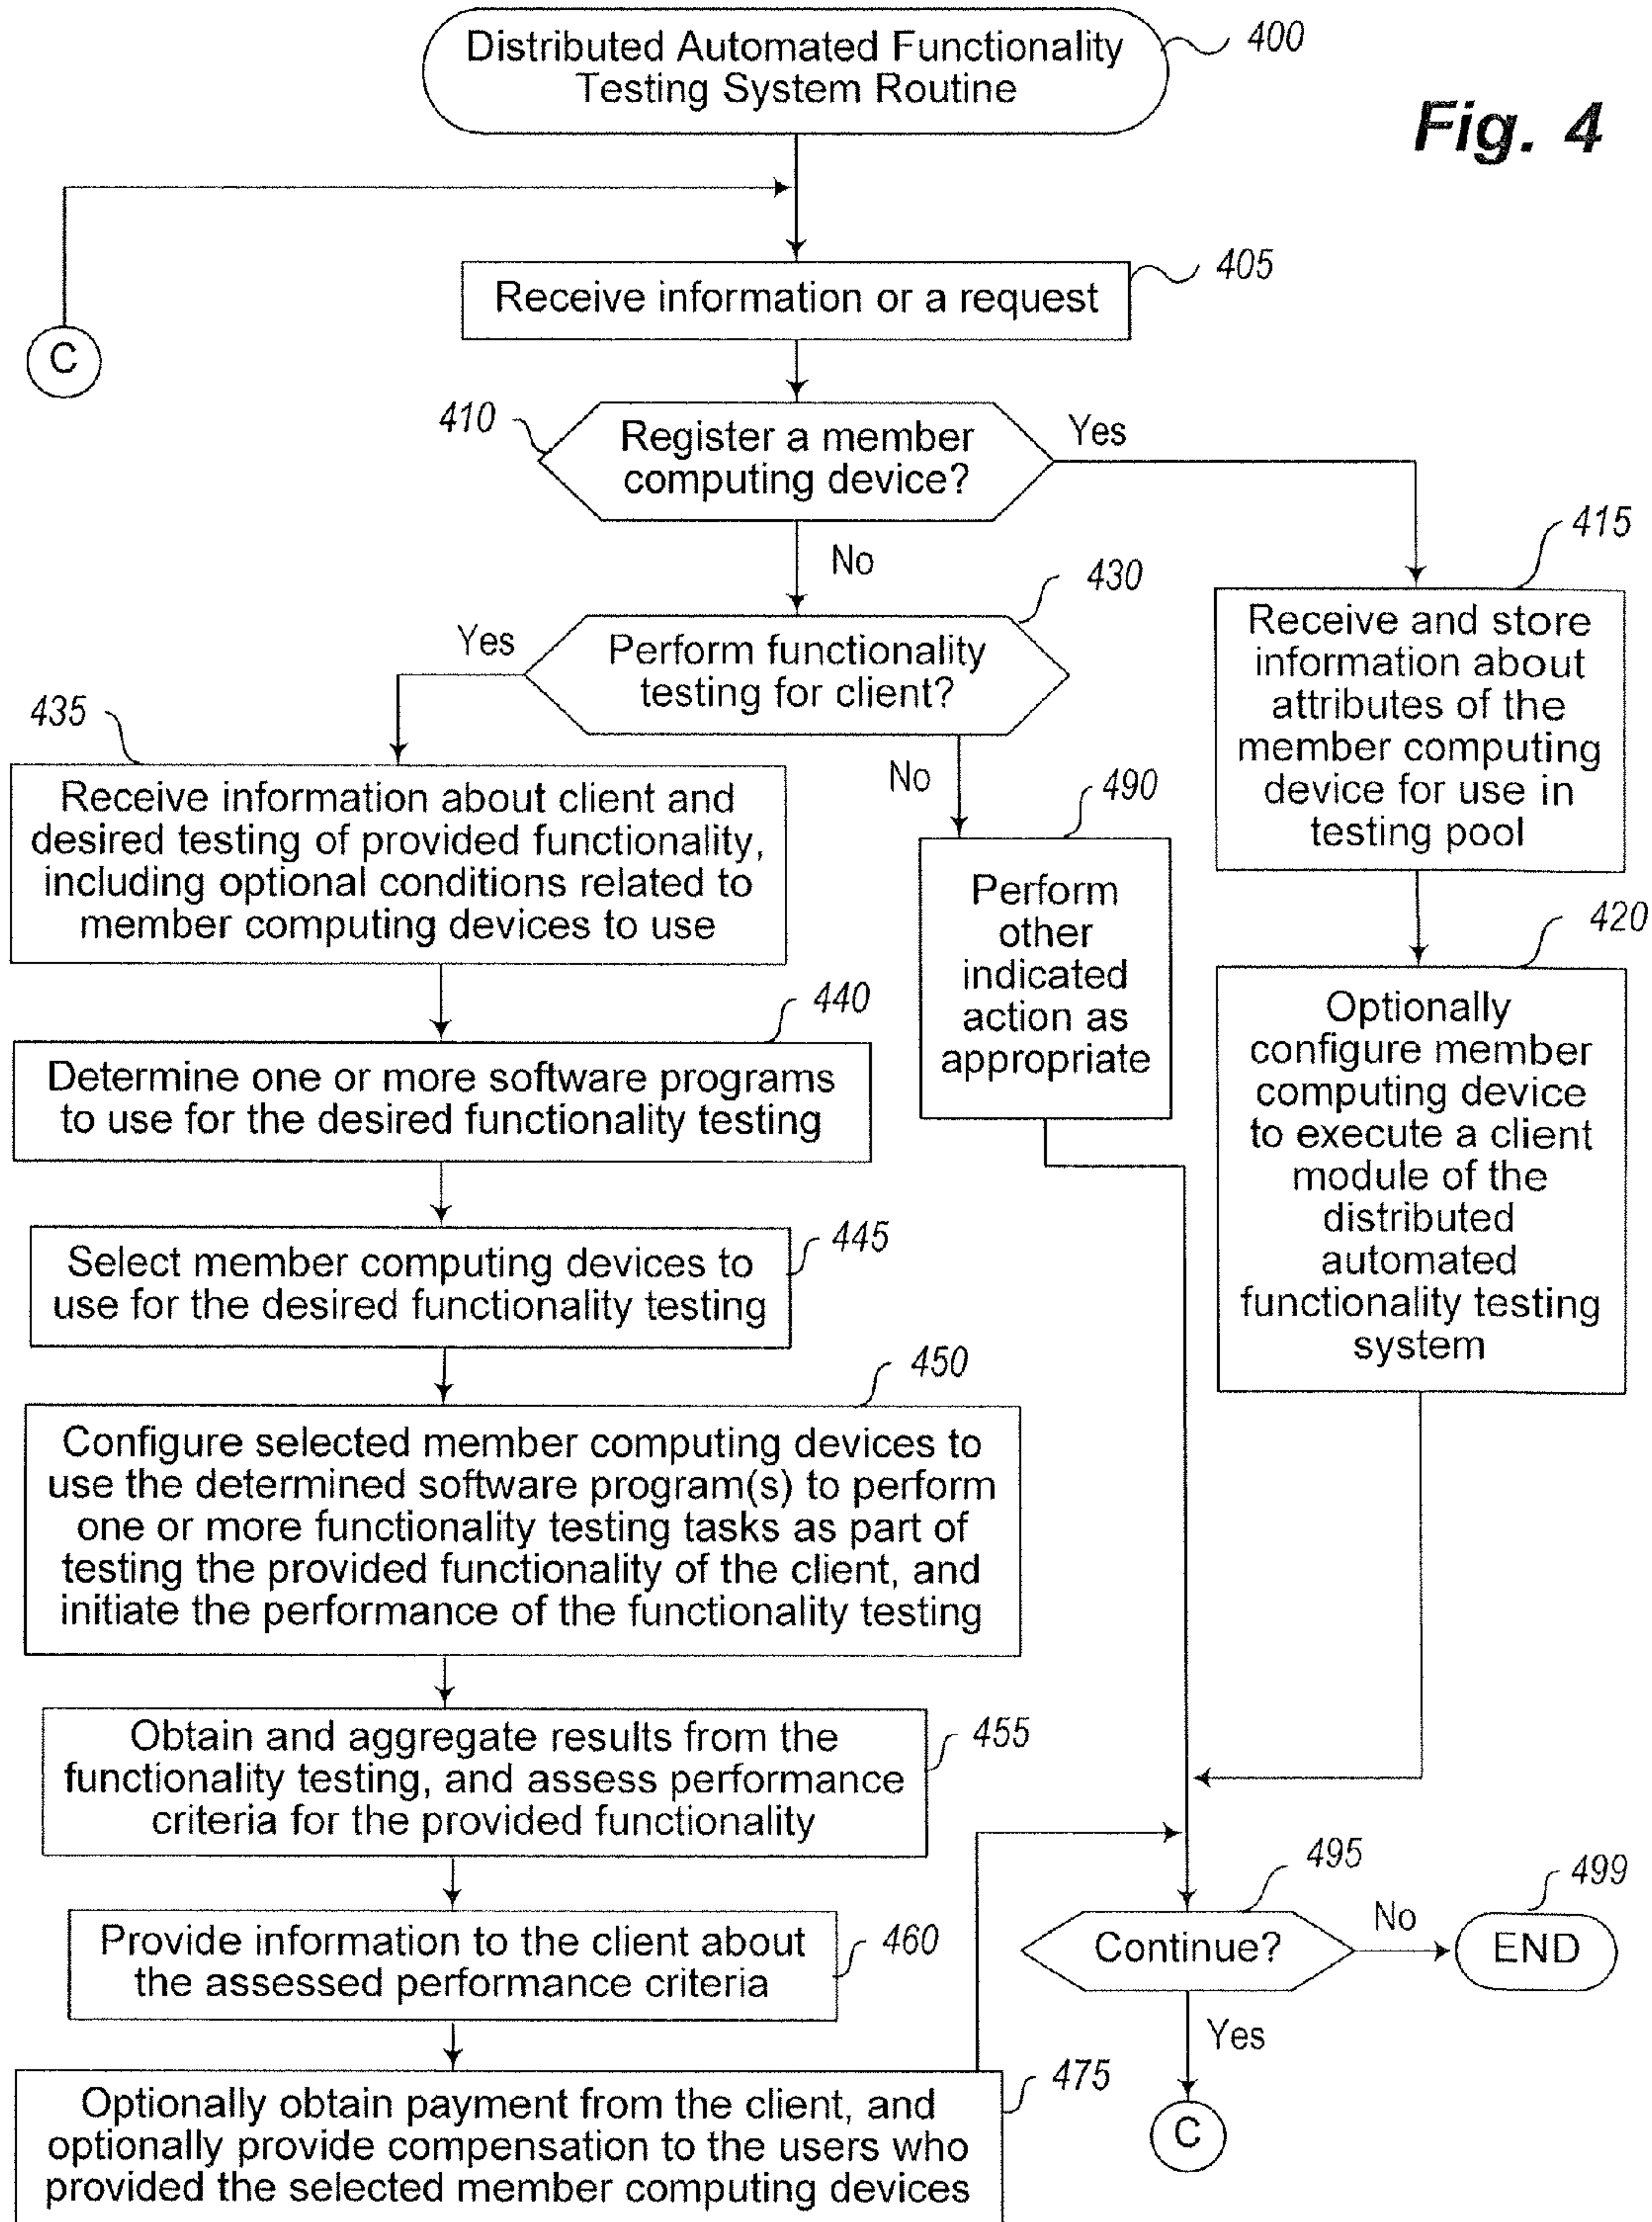 Distributed Automated Functionality
Testing System Routine
400
Fig. 4
405
Receive information or a request
C
410
Register a member
computing device?
Yes
No
415
Receive and store
information about
attributes of the
member computing
device for use in
testing pool
430
Perform functionality
testing for client?
Yes
No
435
Receive information about client and
desired testing of provided functionality,
including optional conditions related to
member computing devices to use
490
Perform
other
indicated
action as
appropriate
420
Optionally
configure member
computing device
to execute a client
module of the
distributed
automated
functionality testing
system
440
Determine one or more software programs
to use for the desired functionality testing
445
Select member computing devices to
use for the desired functionality testing
450
Configure selected member computing devices to
use the determined software program(s) to perform
one or more functionality testing tasks as part of
testing the provided functionality of the client, and
initiate the performance of the functionality testing
455
Obtain and aggregate results from the
functionality testing, and assess performance
criteria for the provided functionality
460
Provide information to the client about
the assessed performance criteria
475
Optionally obtain payment from the client, and
optionally provide compensation to the users who
provided the selected member computing devices
495
Continue?
No
499
END
Yes
C